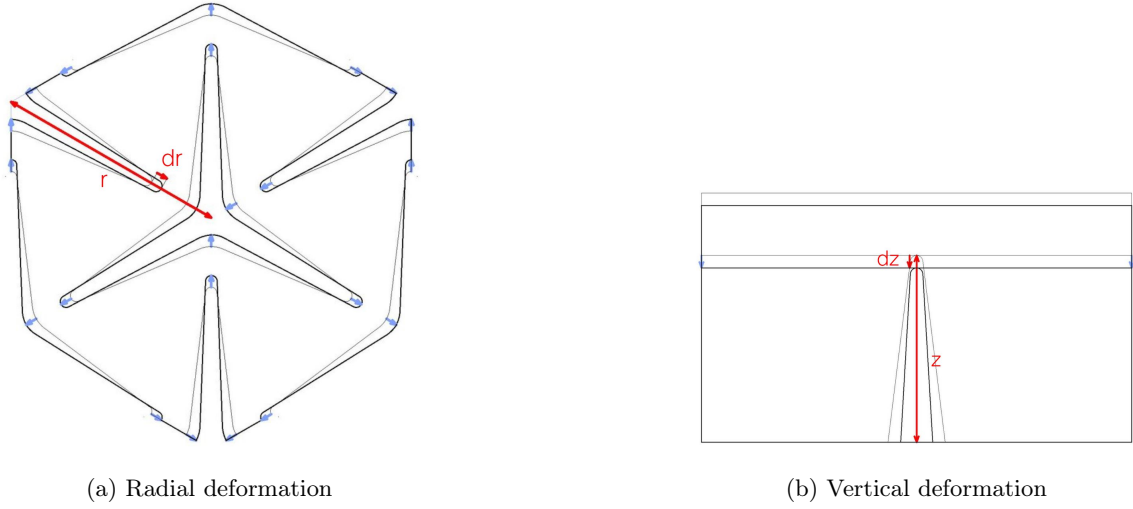 dr
r
dz
z
(a) Radial deformation
(b) Vertical deformation